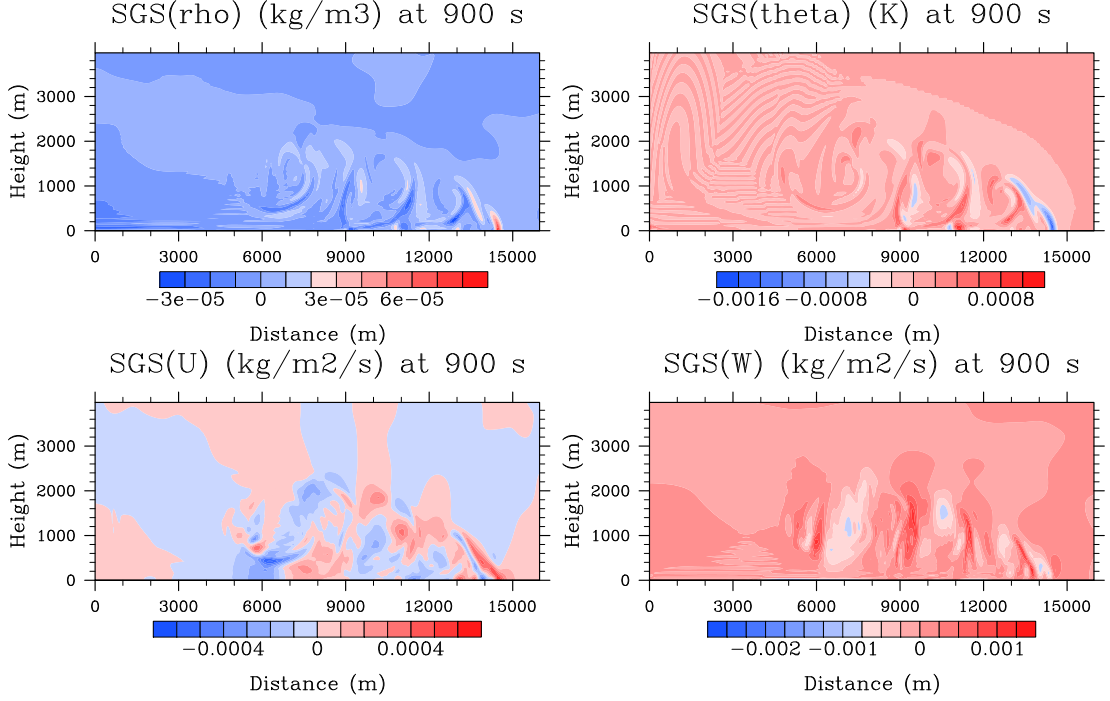 SGS(rho) (kg/m3) at 900 s
Height (m)
3000
2000
1000
0
0 3000 6000 9000 12000 15000
−3e−05 0 3e−05 6e−05
Distance (m)
SGS(theta) (K) at 900 s
Height (m)
3000
2000
1000
0
0 3000 6000 9000 12000 15000
−0.0016 −0.0008 0 0.0008
Distance (m)
SGS(U) (kg/m2/s) at 900 s
Height (m)
3000
2000
1000
0
0 3000 6000 9000 12000 15000
−0.0004 0 0.0004
Distance (m)
SGS(W) (kg/m2/s) at 900 s
Height (m)
3000
2000
1000
0
0 3000 6000 9000 12000 15000
−0.002 −0.001 0 0.001
Distance (m)